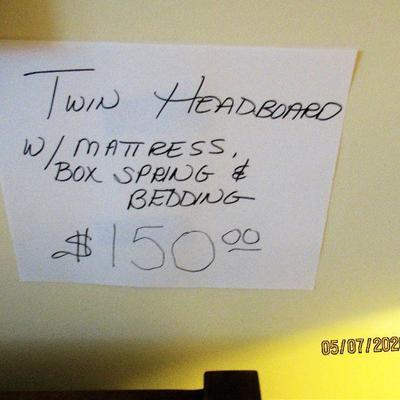 TWIN HEADBOARD
W/ MATTRESS,
BOX SPRING &
BEDDING
$150.00
05/07/202